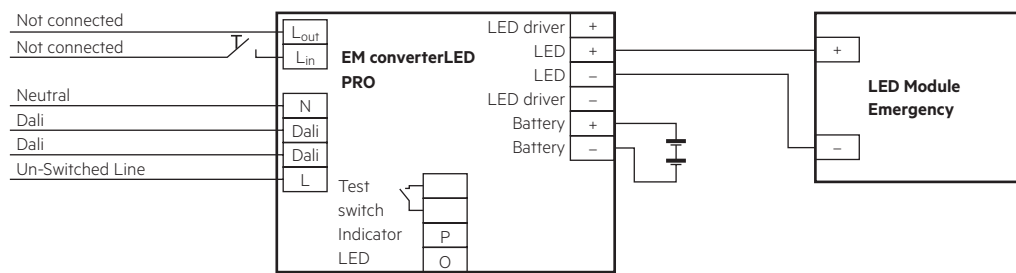 Not connected
Lout
Not connected
Lin
EM converterLED
PRO
Neutral
N
Dali
Dali
Dali
Dali
Un-Switched Line
L
Test
switch
Indicator
P
LED
O
LED driver
+
LED
+
LED
–
LED driver
–
Battery
+
Battery
–
+
LED Module
Emergency
–